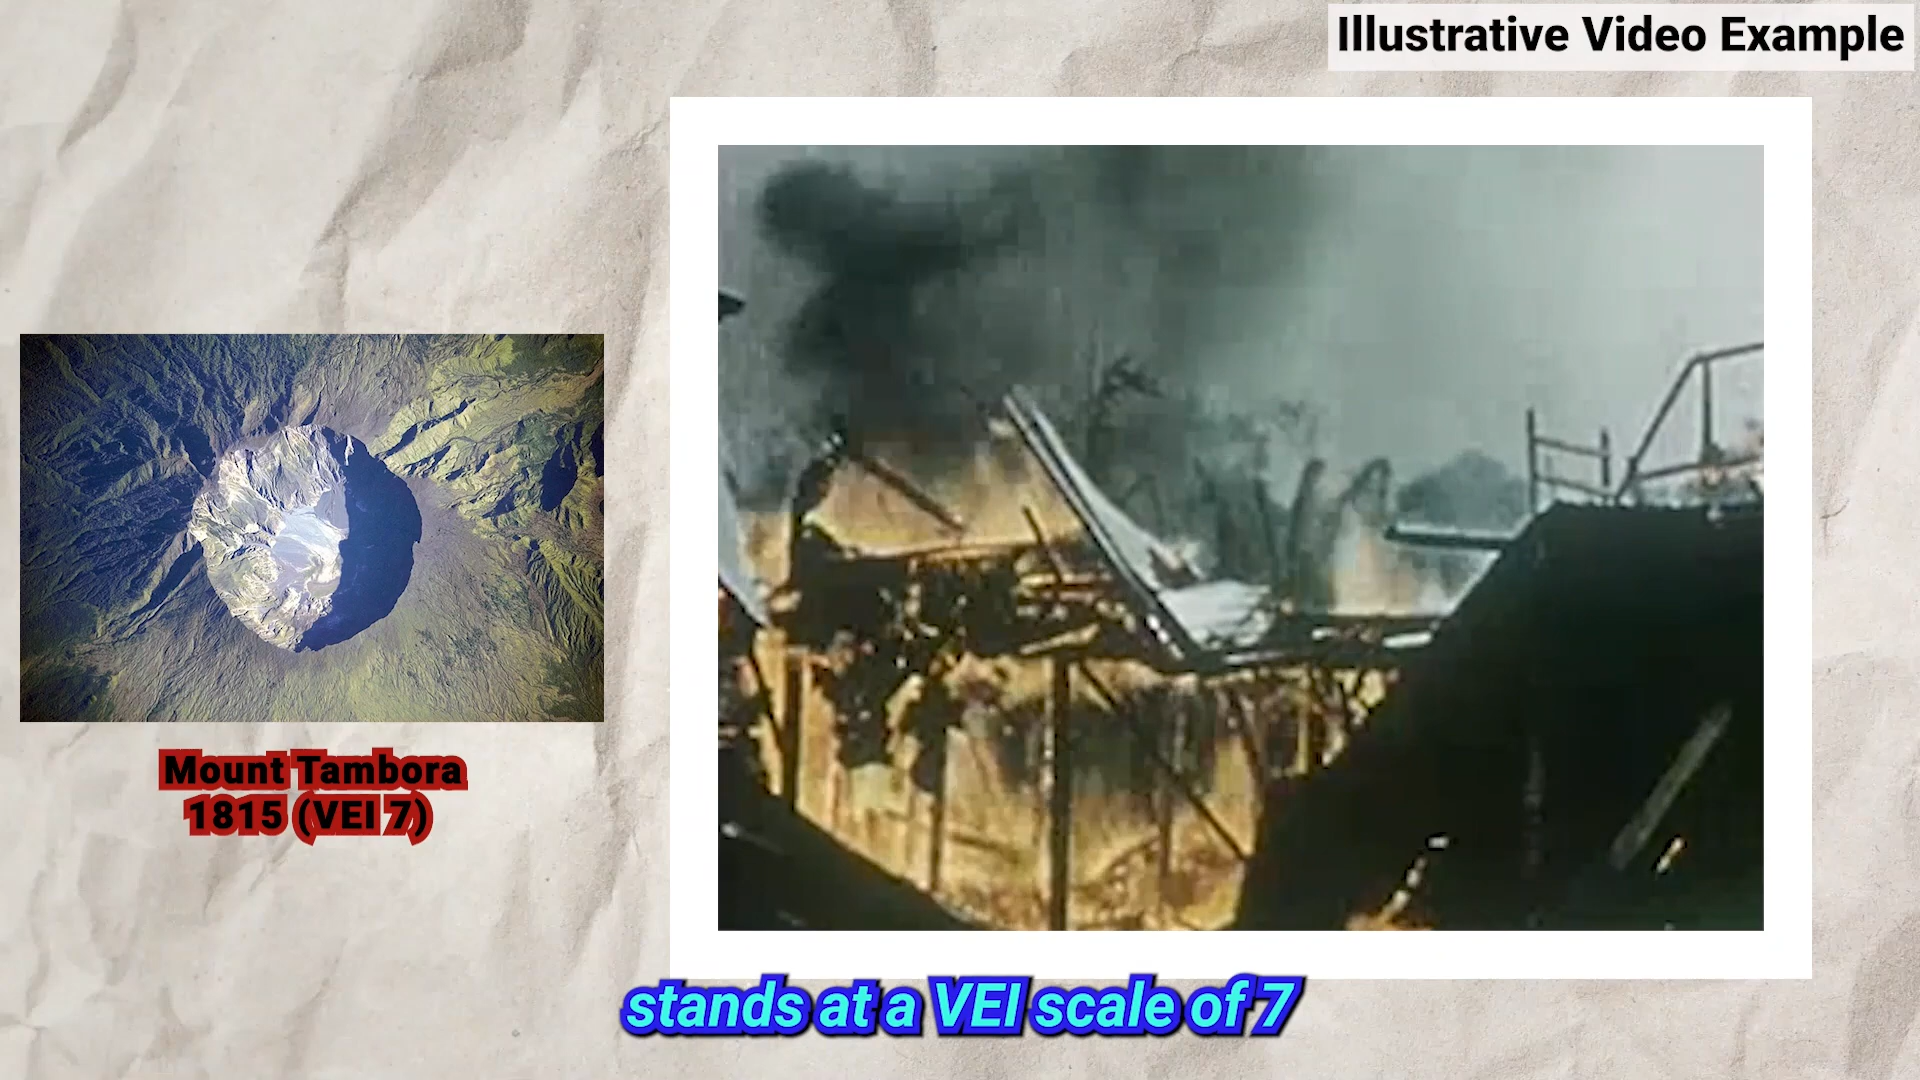 Illustrative Video Example
Mount Tambora
1815 (VEI 7)
stands at a VEI scale of 7